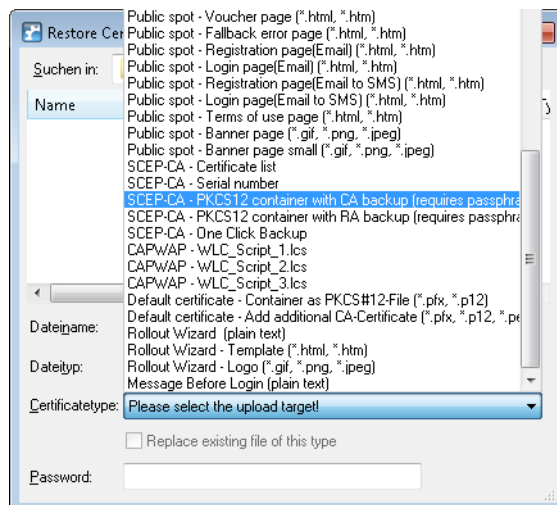 Restore Cer
Public spot - Voucher page (*.html, *.htm)
Public spot - Fallback error page (*.html, *.htm)
Public spot - Registration page(Email) (*.html, *.htm)
Public spot - Login page(Email) (*.html, *.htm)
Public spot - Registration page(Email to SMS) (*.html, *.htm)
Public spot - Login page(Email to SMS) (*.html, *.htm)
Public spot - Terms of use page (*.html, *.htm)
Public spot - Banner page (*.gif, *.png, *.jpeg)
Public spot - Banner page small (*.gif, *.png, *.jpeg)
SCEP-CA - Certificate list
SCEP-CA - Serial number
SCEP-CA - PKCS12 container with CA backup (requires passphra
SCEP-CA - PKCS12 container with RA backup (requires passphra
SCEP-CA - One Click Backup
CAPWAP - WLC_Script_1.lcs
CAPWAP - WLC_Script_2.lcs
CAPWAP - WLC_Script_3.lcs
Default certificate - Container as PKCS#12-File (*.pfx, *.p12)
Default certificate - Add additional CA-Certificate (*.pfx, *.p12, *.pe
Rollout Wizard (plain text)
Rollout Wizard - Template (*.html, *.htm)
Rollout Wizard - Logo (*.gif, *.png, *.jpeg)
Message Before Login (plain text)
Suchen in:
Name
Dateiname:
Dateityp:
Certificatetype: Please select the upload target!
Replace existing file of this type
Password: